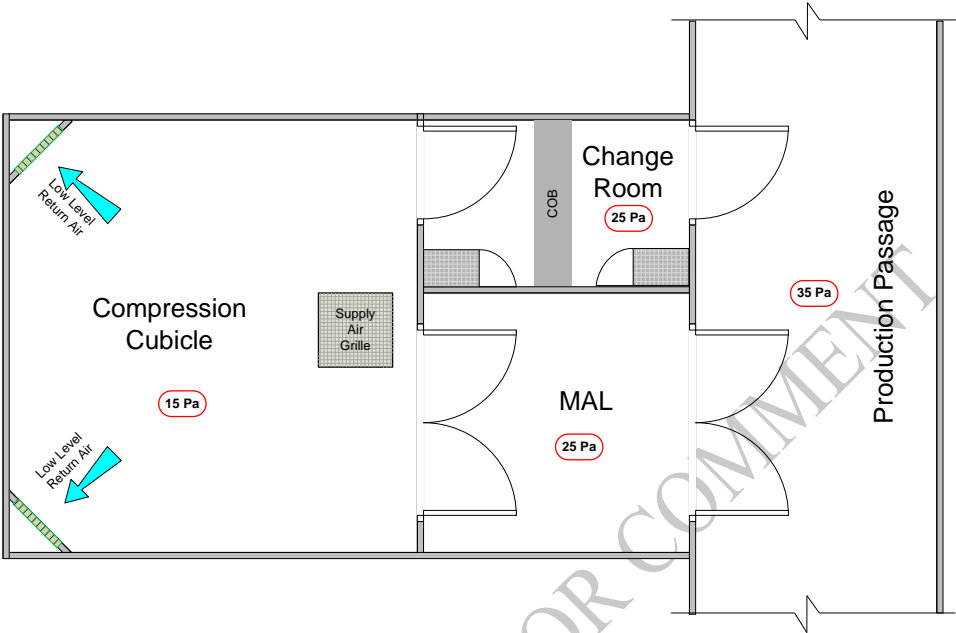 Low Level
Return Air
Change
Room
25 Pa
COB
Compression
Cubicle
Supply
Air
Grille
15 Pa
MAL
25 Pa
35 Pa
Production Passage
Low Level
Return Air
OR COMMENT